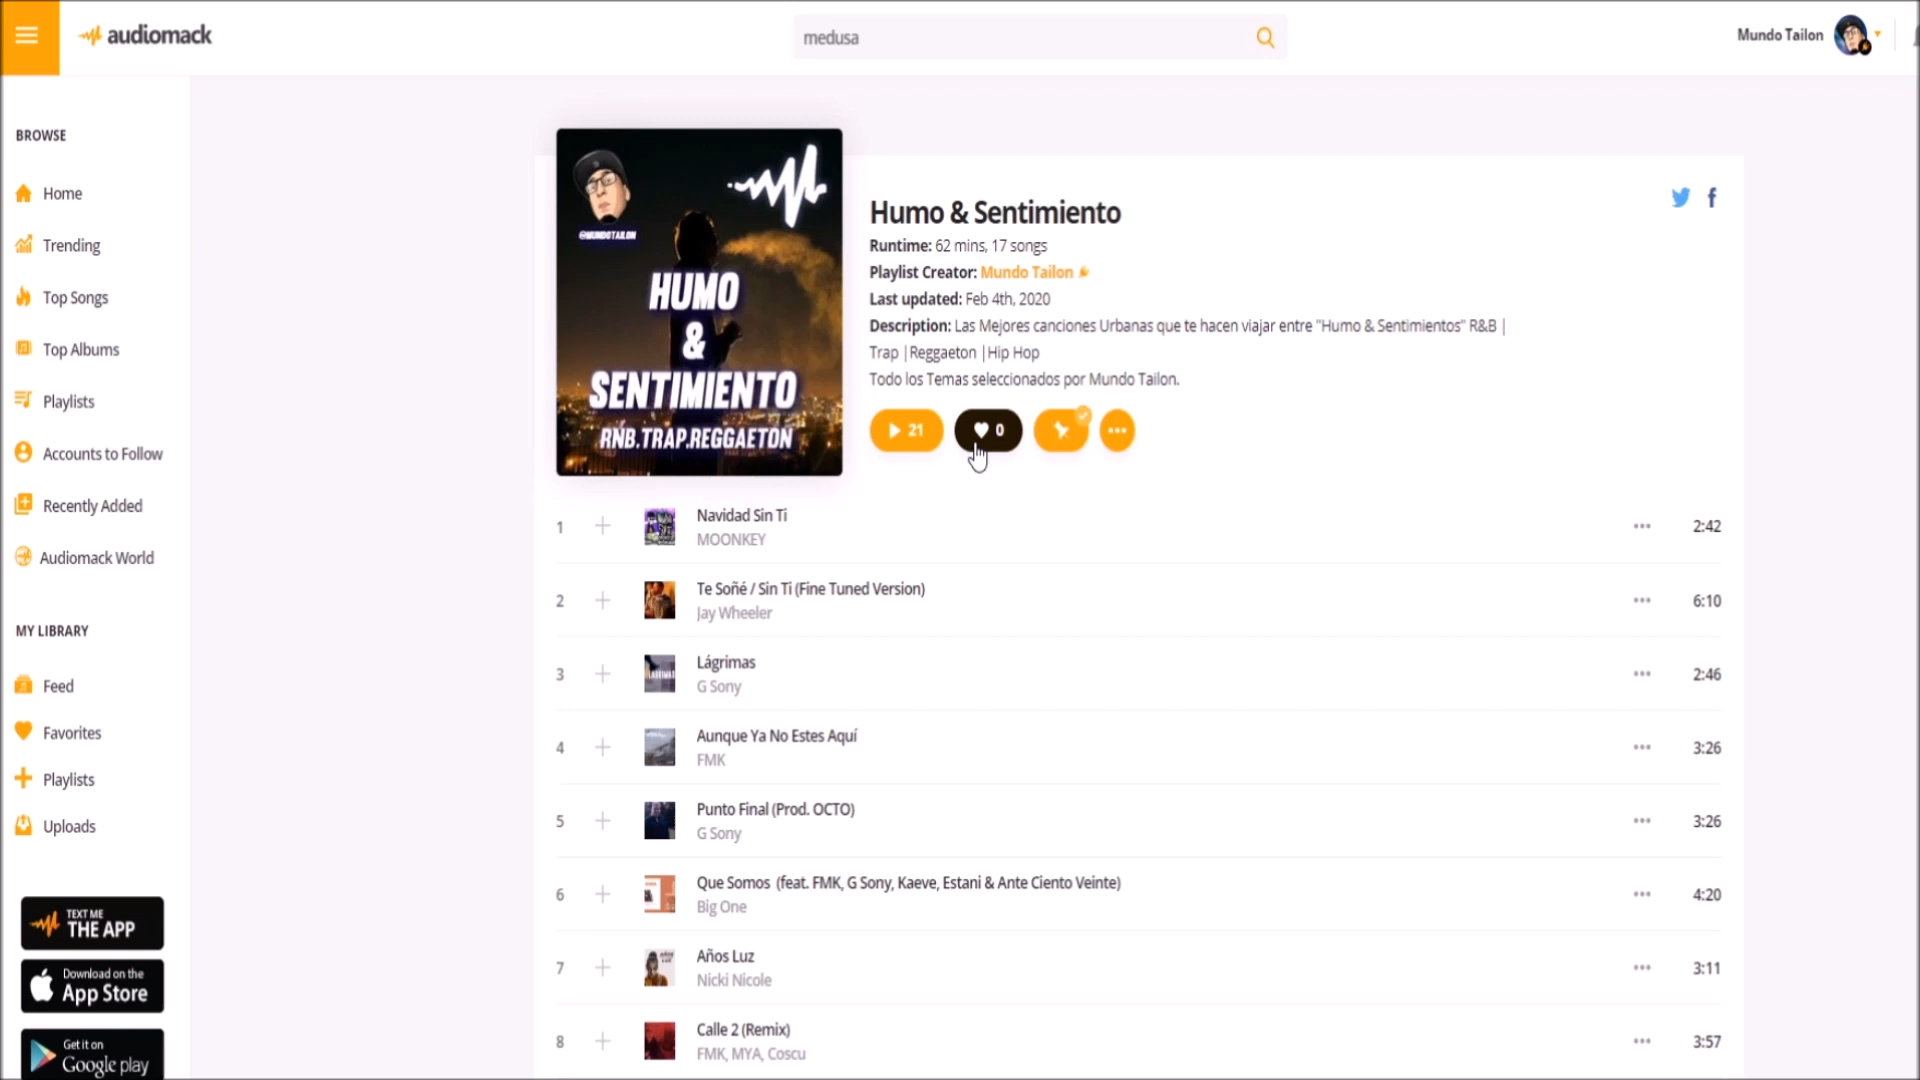 audiomack
medusa
Mundo Tailon
BROWSE
Home
Trending
Top Songs
Top Albums
Playlists
Accounts to Follow
Recently Added
Audiomack World
MY LIBRARY
Feed
Favorites
Playlists
Uploads
TEXT ME
THE APP
Download on the
App Store
Get it on
Google play
@MUNDOTAILON
HUMO
&
SENTIMIENTO
RNB.TRAP.REGGAETON
Humo & Sentimiento
Runtime: 62 mins, 17 songs
Playlist Creator: Mundo Tailon
Last updated: Feb 4th, 2020
Description: Las Mejores canciones Urbanas que te hacen viajar entre "Humo & Sentimientos" R&B |
Trap |Reggaeton |Hip Hop
Todo los Temas seleccionados por Mundo Tailon.
21
0
1 Navidad Sin Ti 2:42
MOONKEY
2 Te Soñé / Sin Ti (Fine Tuned Version) 6:10
Jay Wheeler
3 Lágrimas 2:46
G Sony
4 Aunque Ya No Estes Aquí 3:26
FMK
5 Punto Final (Prod. OCTO) 3:26
G Sony
6 Que Somos (feat. FMK, G Sony, Kaeve, Estani & Ante Ciento Veinte) 4:20
Big One
7 Años Luz 3:11
Nicki Nicole
8 Calle 2 (Remix) 3:57
FMK, MYA, Coscu